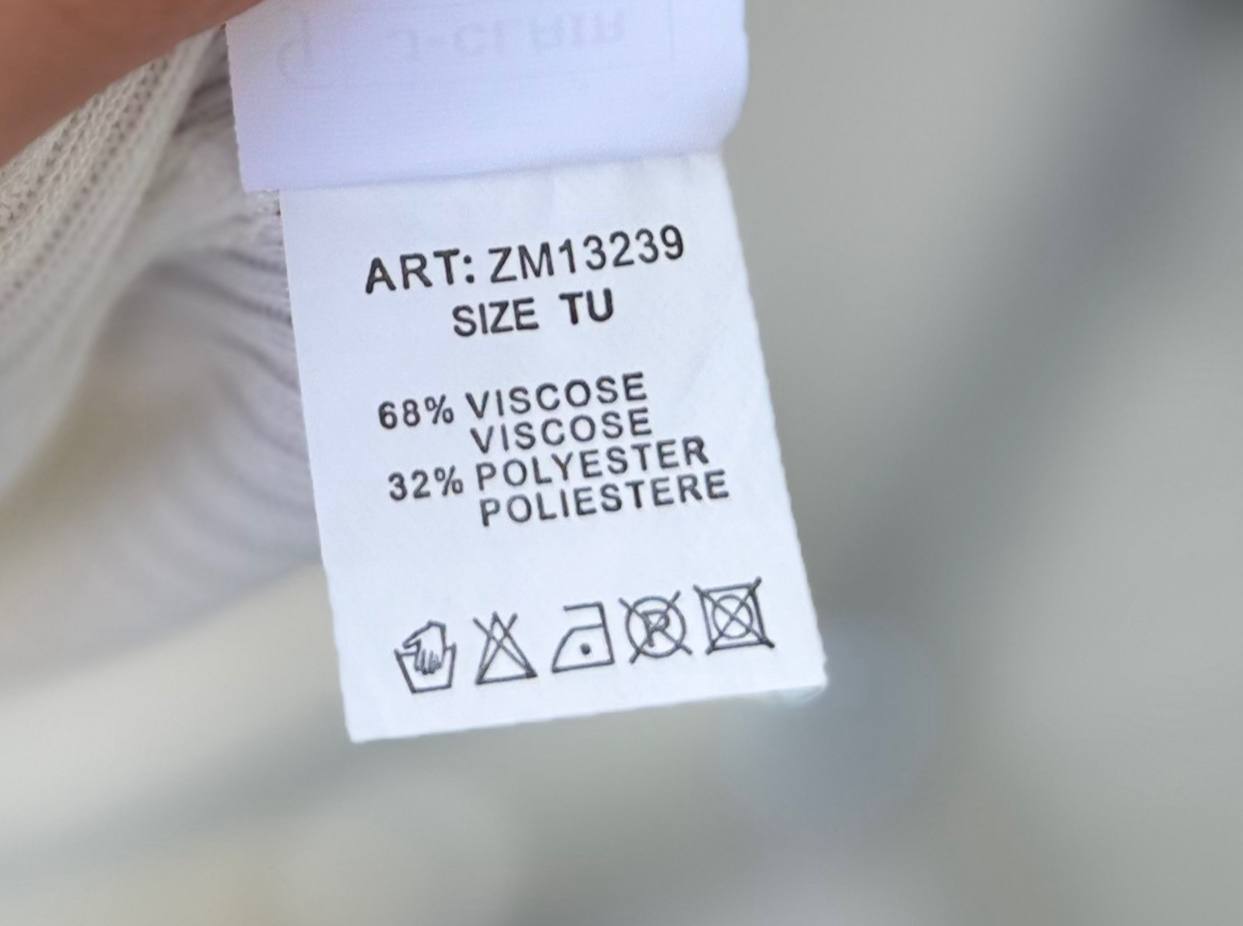 ART: ZM13239
SIZE TU
68% VISCOSE
VISCOSE
32% POLYESTER
POLIESTERE